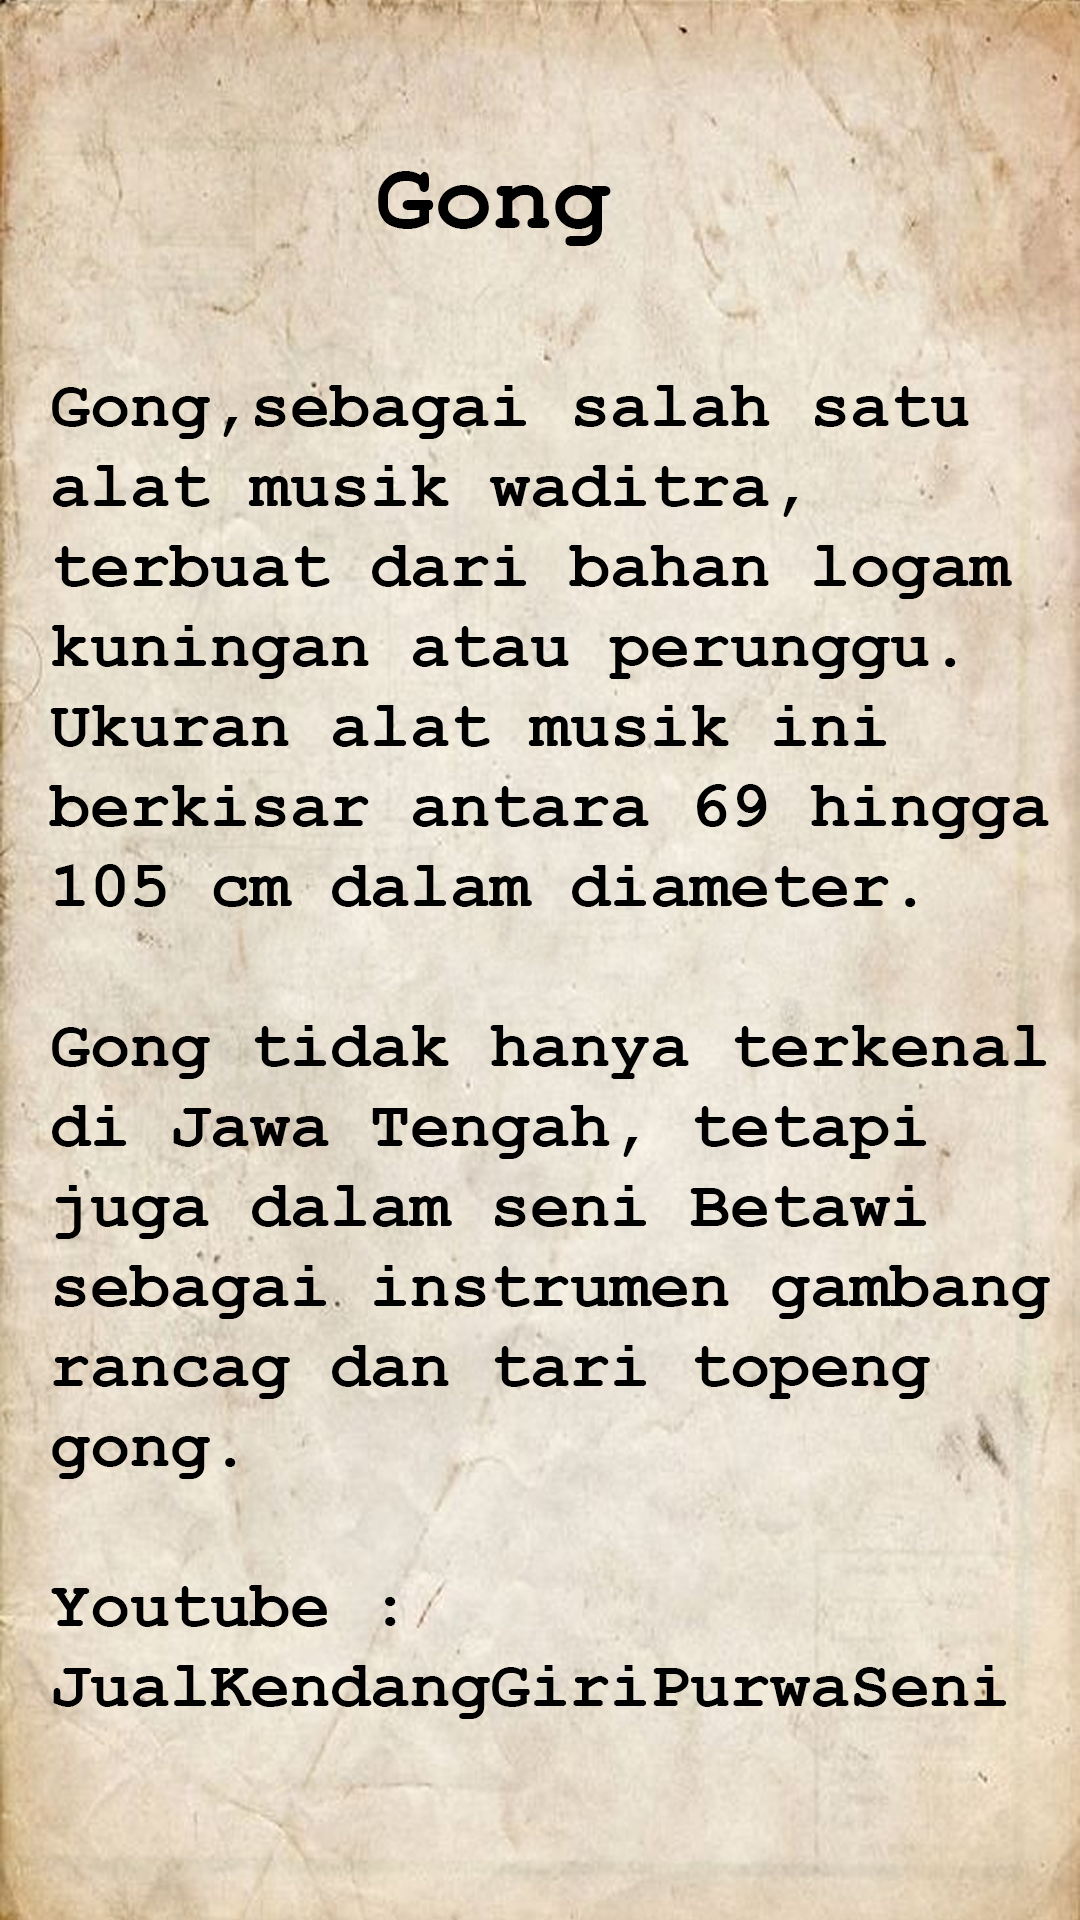 Gong
Gong,sebagai salah satu
alat musik waditra,
terbuat dari bahan logam
kuningan atau perunggu.
Ukuran alat musik ini
berkisar antara 69 hingga
105 cm dalam diameter.
Gong tidak hanya terkenal
di Jawa Tengah, tetapi
juga dalam seni Betawi
sebagai instrumen gambang
rancag dan tari topeng
gong.
Youtube :
JualKendangGiriPurwaSeni